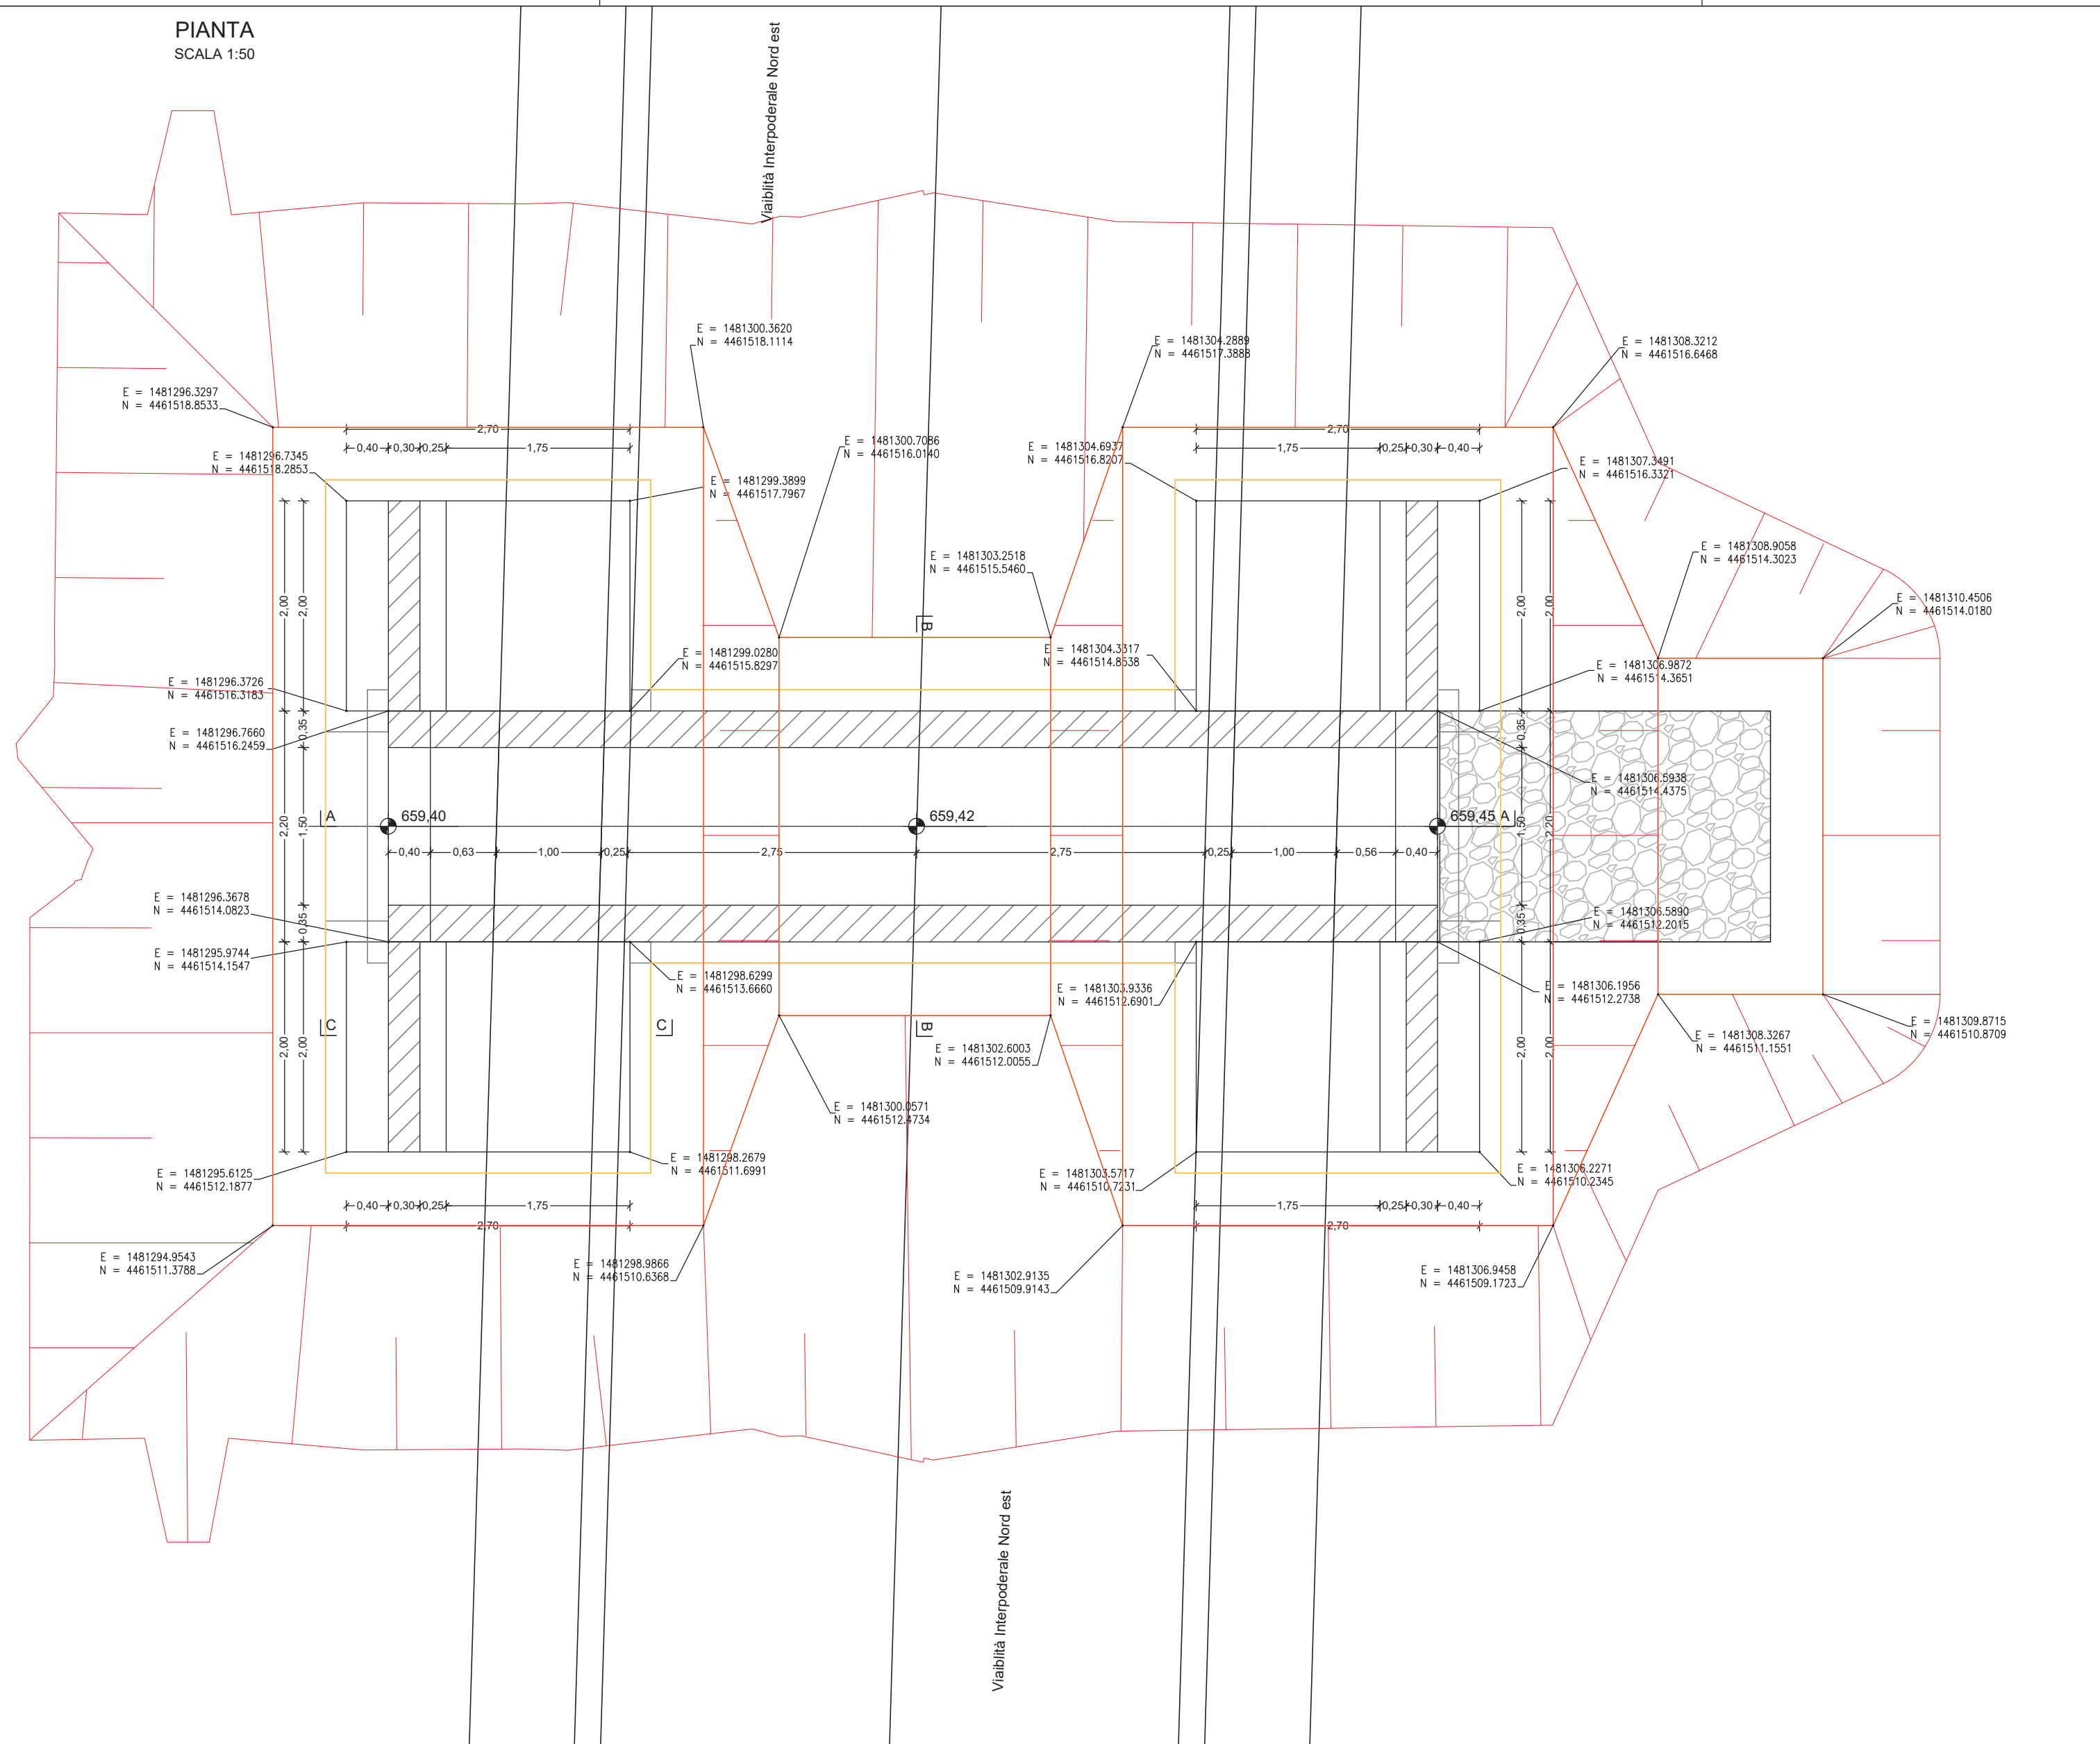 PIANTA
SCALA 1:50
Viaiblità Interpoderale Nord est
E = 1481300.3620
N = 4461518.1114
E = 1481304.2889
N = 4461517.3888
E = 1481308.3212
N = 4461516.6468
E = 1481296.3297
N = 4461518.8533
2,70
2,70
0,40
0,30
0,25
1,75
1,75
0,25
0,30
0,40
E = 1481300.7086
N = 4461516.0140
E = 1481304.6937
N = 4461516.8207
E = 1481296.7345
N = 4461518.2853
E = 1481307.3491
N = 4461516.3321
E = 1481299.3899
N = 4461517.7967
E = 1481303.2518
N = 4461515.5460
E = 1481308.9058
N = 4461514.3023
E = 1481310.4506
N = 4461514.0180
2,00
2,00
2,00
2,00
B
E = 1481299.0280
N = 4461515.8297
E = 1481304.3317
N = 4461514.8538
E = 1481306.9872
N = 4461514.3651
E = 1481296.3726
N = 4461516.3183
E = 1481296.7660
N = 4461516.2459
0,35
0,35
E = 1481306.5938
N = 4461514.4375
A
659,40
659,42
659,45
A
2,20
1,50
1,50
2,20
0,40
0,63
1,00
0,25
2,75
2,75
0,25
1,00
0,56
0,40
E = 1481296.3678
N = 4461514.0823
0,35
0,35
E = 1481306.5890
N = 4461512.2015
E = 1481295.9744
N = 4461514.1547
E = 1481298.6299
N = 4461513.6660
E = 1481303.9336
N = 4461512.6901
E = 1481306.1956
N = 4461512.2738
C
C
B
E = 1481309.8715
N = 4461510.8709
E = 1481308.3267
N = 4461511.1551
2,00
2,00
2,00
2,00
E = 1481302.6003
N = 4461512.0055
E = 1481300.0571
N = 4461512.4734
E = 1481298.2679
N = 4461511.6991
E = 1481295.6125
N = 4461512.1877
E = 1481303.5717
N = 4461510.7231
E = 1481306.2271
N = 4461510.2345
0,40
0,30
0,25
1,75
1,75
0,25
0,30
0,40
2,70
2,70
E = 1481294.9543
N = 4461511.3788
E = 1481298.9866
N = 4461510.6368
E = 1481302.9135
N = 4461509.9143
E = 1481306.9458
N = 4461509.1723
Viaiblità Interpoderale Nord est